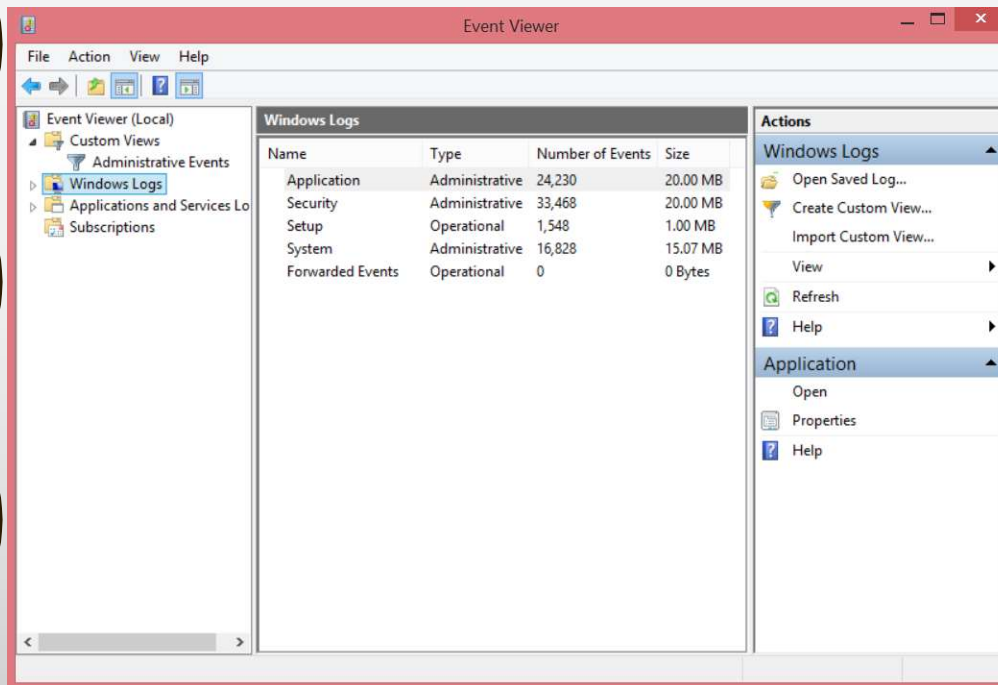 Event Viewer
File Action View Help
Event Viewer (Local)
Custom Views
Administrative Events
Windows Logs
Applications and Services Lo
Subscriptions
Windows Logs
Name Type Number of Events Size
Application Administrative 24,230 20.00 MB
Security Administrative 33,468 20.00 MB
Setup Operational 1,548 1.00 MB
System Administrative 16,828 15.07 MB
Forwarded Events Operational 0 0 Bytes
Actions
Windows Logs
Open Saved Log...
Create Custom View...
Import Custom View...
View
Refresh
Help
Application
Open
Properties
Help